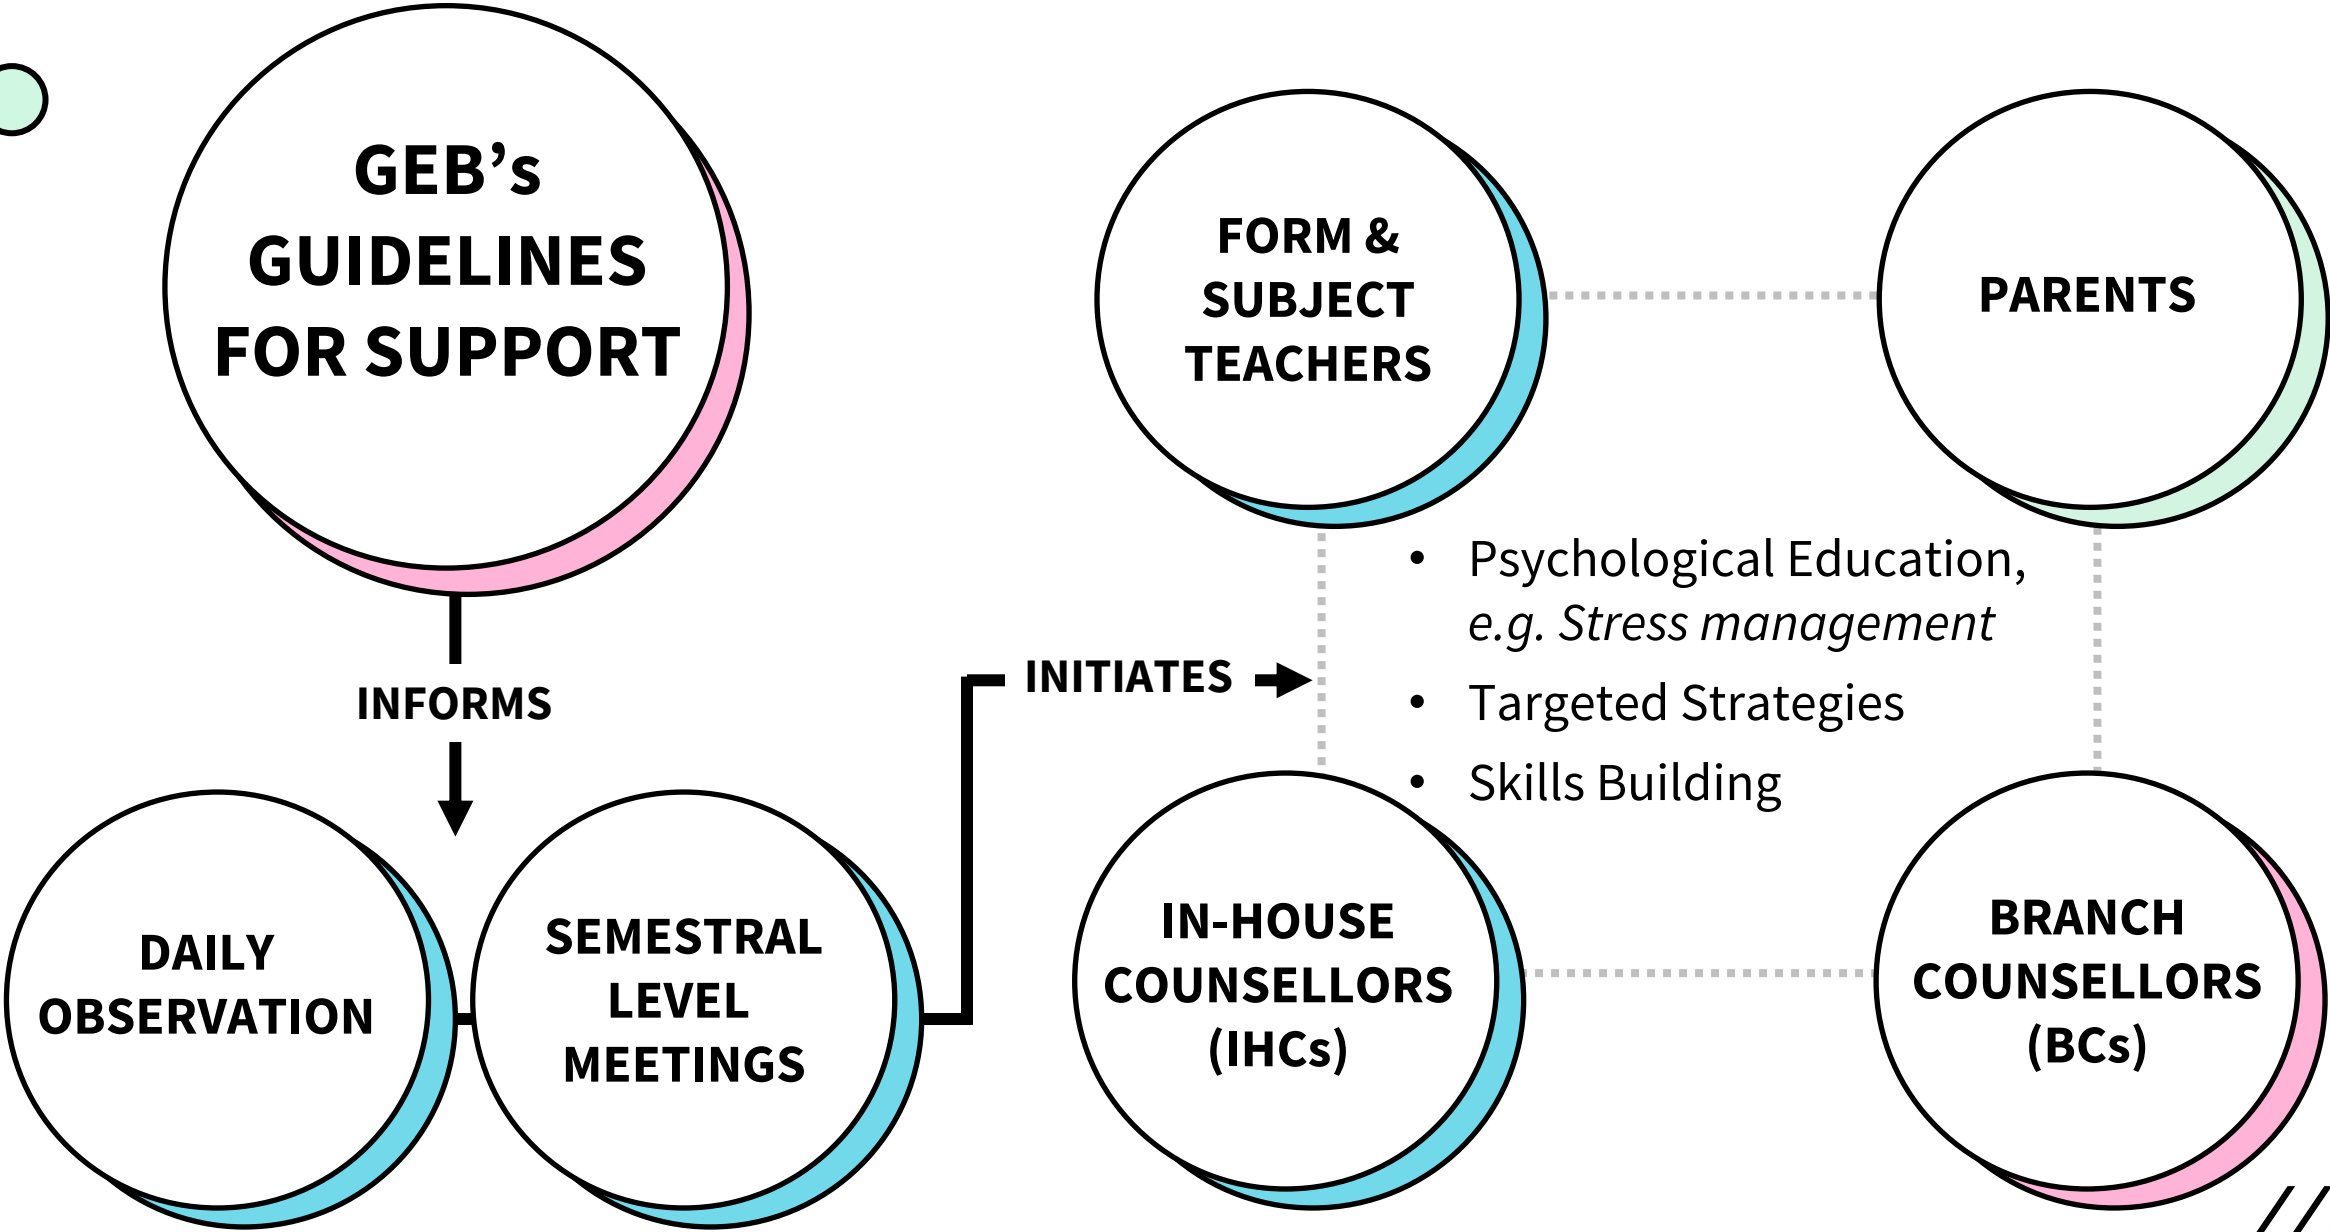 GEB’s
GUIDELINES
FOR SUPPORT
INFORMS
DAILY
OBSERVATION
SEMESTRAL
LEVEL
MEETINGS
INITIATES
FORM &
SUBJECT
TEACHERS
PARENTS
• Psychological Education,
e.g. Stress management
• Targeted Strategies
• Skills Building
IN-HOUSE
COUNSELLORS
(IHCs)
BRANCH
COUNSELLORS
(BCs)